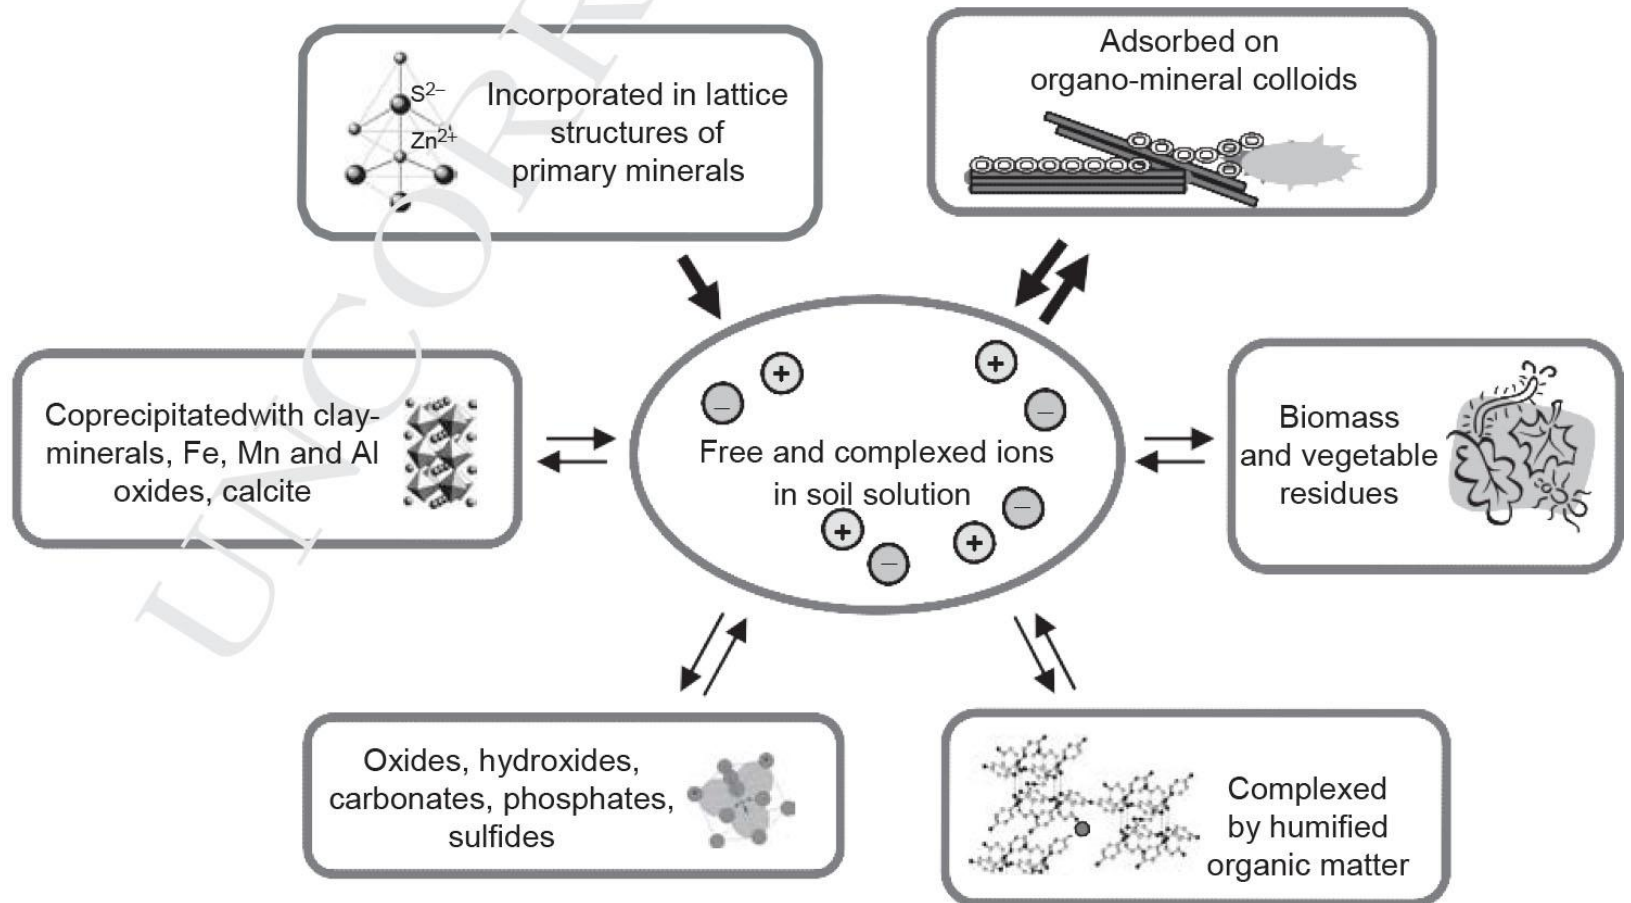 S2–
Zn2+
Incorporated in lattice
structures of
primary minerals
Adsorbed on
organo-mineral colloids
Coprecipitatedwith clay-
minerals, Fe, Mn and Al
oxides, calcite
+
–
+
–
Free and complexed ions
in soil solution
+
–
+
–
Biomass
and vegetable
residues
Oxides, hydroxides,
carbonates, phosphates,
sulfides
Complexed
by humified
organic matter
UNCORR